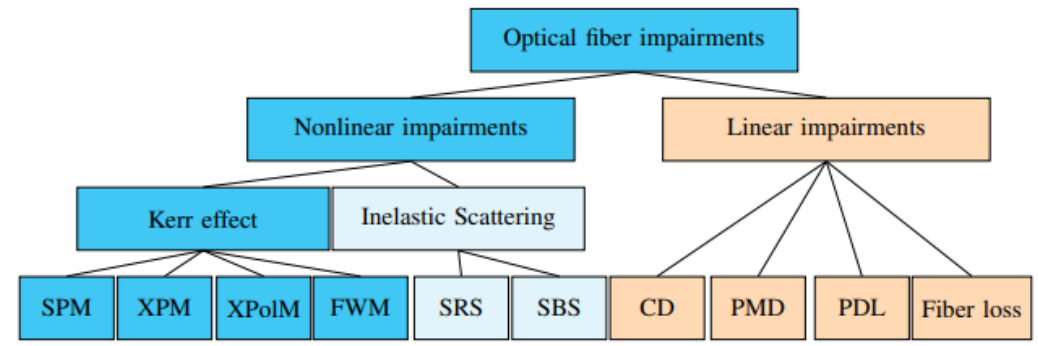 Optical fiber impairments
Nonlinear impairments
Linear impairments
Kerr effect
Inelastic Scattering
SPM
XPM
XPolM
FWM
SRS
SBS
CD
PMD
PDL
Fiber loss